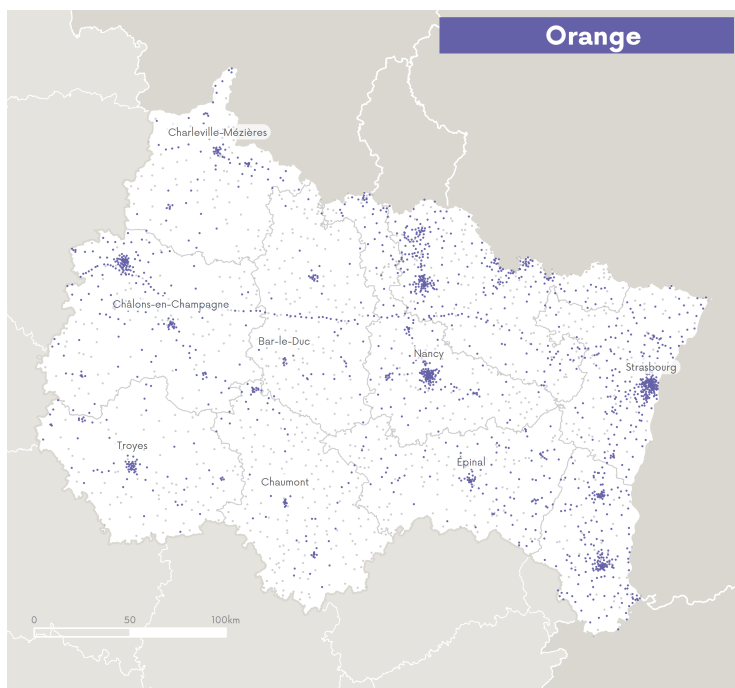 Orange
Charleville-Mézières
Châlons-en-Champagne
Bar-le-Duc
Nancy
Strasbourg
Troyes
Épinal
Chaumont
0 50 100km